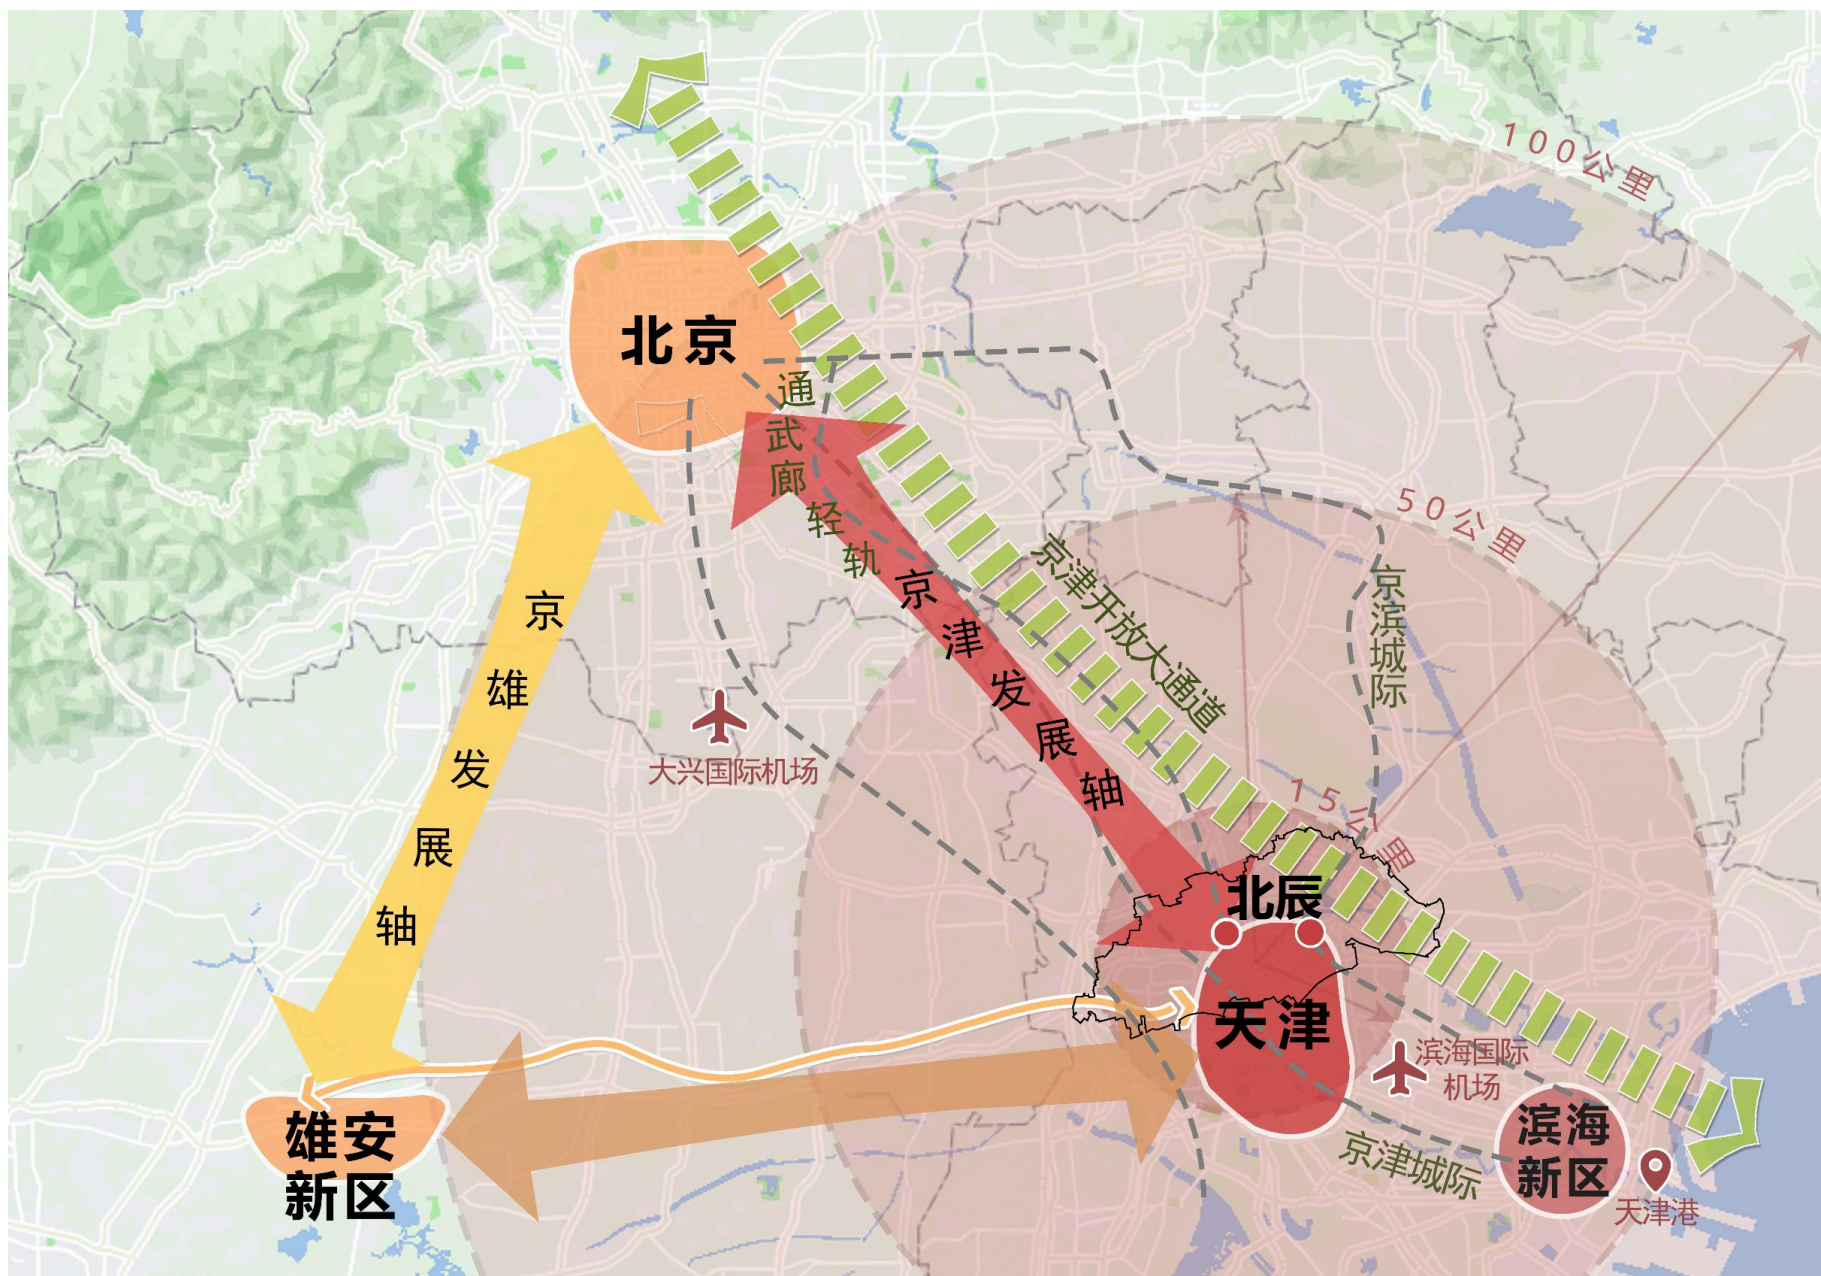 100公里
北京
通武廊轻轨
50公里
京津开放大通道
京滨城际
京雄发展轴
京津发展轴
大兴国际机场
15公里
北辰
天津
滨海国际
机场
雄安
新区
滨海
新区
京津城际
天津港